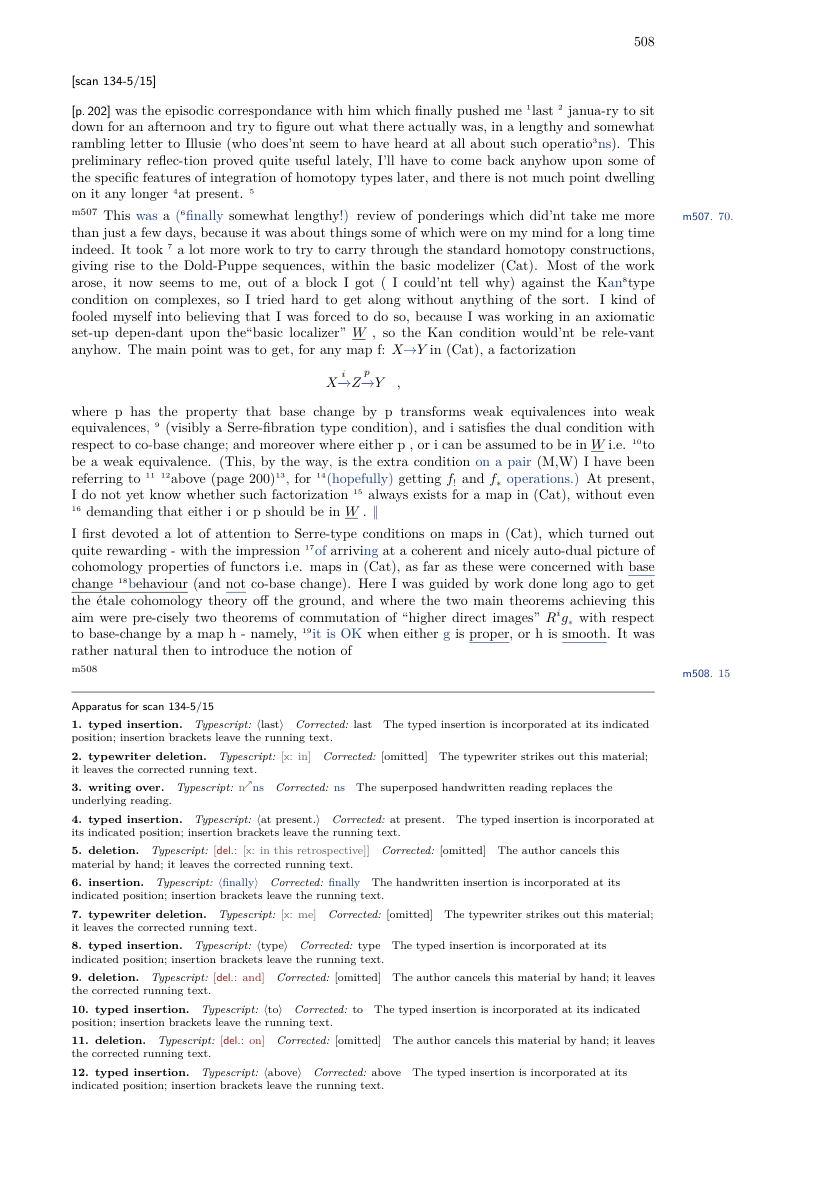 508
[scan 134-5/15]
[p. 202] was the episodic correspondance with him which finally pushed me ¹last ² janua-ry to sit
down for an afternoon and try to figure out what there actually was, in a lengthy and somewhat
rambling letter to Illusie (who does'nt seem to have heard at all about such operatio³ns). This
preliminary reflec-tion proved quite useful lately, I'll have to come back anyhow upon some of
the specific features of integration of homotopy types later, and there is not much point dwelling
on it any longer ⁴at present. ⁵
m507 This was a (⁶finally somewhat lengthy!) review of ponderings which did'nt take me more
m507. 70.
than just a few days, because it was about things some of which were on my mind for a long time
indeed. It took ⁷ a lot more work to try to carry through the standard homotopy constructions,
giving rise to the Dold-Puppe sequences, within the basic modelizer (Cat). Most of the work
arose, it now seems to me, out of a block I got ( I could'nt tell why) against the Kan⁸type
condition on complexes, so I tried hard to get along without anything of the sort. I kind of
fooled myself into believing that I was forced to do so, because I was working in an axiomatic
set-up depen-dant upon the“basic localizer” W , so the Kan condition would'nt be rele-vant
anyhow. The main point was to get, for any map f: X→Y in (Cat), a factorization
X →ⁱ Z →ᵖ Y ,
where p has the property that base change by p transforms weak equivalences into weak
equivalences, ⁹ (visibly a Serre-fibration type condition), and i satisfies the dual condition with
respect to co-base change; and moreover where either p , or i can be assumed to be in W i.e. ¹⁰to
be a weak equivalence. (This, by the way, is the extra condition on a pair (M,W) I have been
referring to ¹¹ ¹²above (page 200)¹³, for ¹⁴(hopefully) getting f! and f* operations.) At present,
I do not yet know whether such factorization ¹⁵ always exists for a map in (Cat), without even
¹⁶ demanding that either i or p should be in W . ‖
I first devoted a lot of attention to Serre-type conditions on maps in (Cat), which turned out
quite rewarding - with the impression ¹⁷of arriving at a coherent and nicely auto-dual picture of
cohomology properties of functors i.e. maps in (Cat), as far as these were concerned with base
change ¹⁸behaviour (and not co-base change). Here I was guided by work done long ago to get
the étale cohomology theory off the ground, and where the two main theorems achieving this
aim were pre-cisely two theorems of commutation of “higher direct images” Rⁱg* with respect
to base-change by a map h - namely, ¹⁹it is OK when either g is proper, or h is smooth. It was
rather natural then to introduce the notion of
m508
m508. 15
Apparatus for scan 134-5/15
1. typed insertion. Typescript: ⟨last⟩ Corrected: last The typed insertion is incorporated at its indicated
position; insertion brackets leave the running text.
2. typewriter deletion. Typescript: [x: in] Corrected: [omitted] The typewriter strikes out this material;
it leaves the corrected running text.
3. writing over. Typescript: n↗ns Corrected: ns The superposed handwritten reading replaces the
underlying reading.
4. typed insertion. Typescript: ⟨at present.⟩ Corrected: at present. The typed insertion is incorporated at
its indicated position; insertion brackets leave the running text.
5. deletion. Typescript: [del.: [x: in this retrospective]] Corrected: [omitted] The author cancels this
material by hand; it leaves the corrected running text.
6. insertion. Typescript: ⟨finally⟩ Corrected: finally The handwritten insertion is incorporated at its
indicated position; insertion brackets leave the running text.
7. typewriter deletion. Typescript: [x: me] Corrected: [omitted] The typewriter strikes out this material;
it leaves the corrected running text.
8. typed insertion. Typescript: ⟨type⟩ Corrected: type The typed insertion is incorporated at its
indicated position; insertion brackets leave the running text.
9. deletion. Typescript: [del.: and] Corrected: [omitted] The author cancels this material by hand; it leaves
the corrected running text.
10. typed insertion. Typescript: ⟨to⟩ Corrected: to The typed insertion is incorporated at its indicated
position; insertion brackets leave the running text.
11. deletion. Typescript: [del.: on] Corrected: [omitted] The author cancels this material by hand; it leaves
the corrected running text.
12. typed insertion. Typescript: ⟨above⟩ Corrected: above The typed insertion is incorporated at its
indicated position; insertion brackets leave the running text.